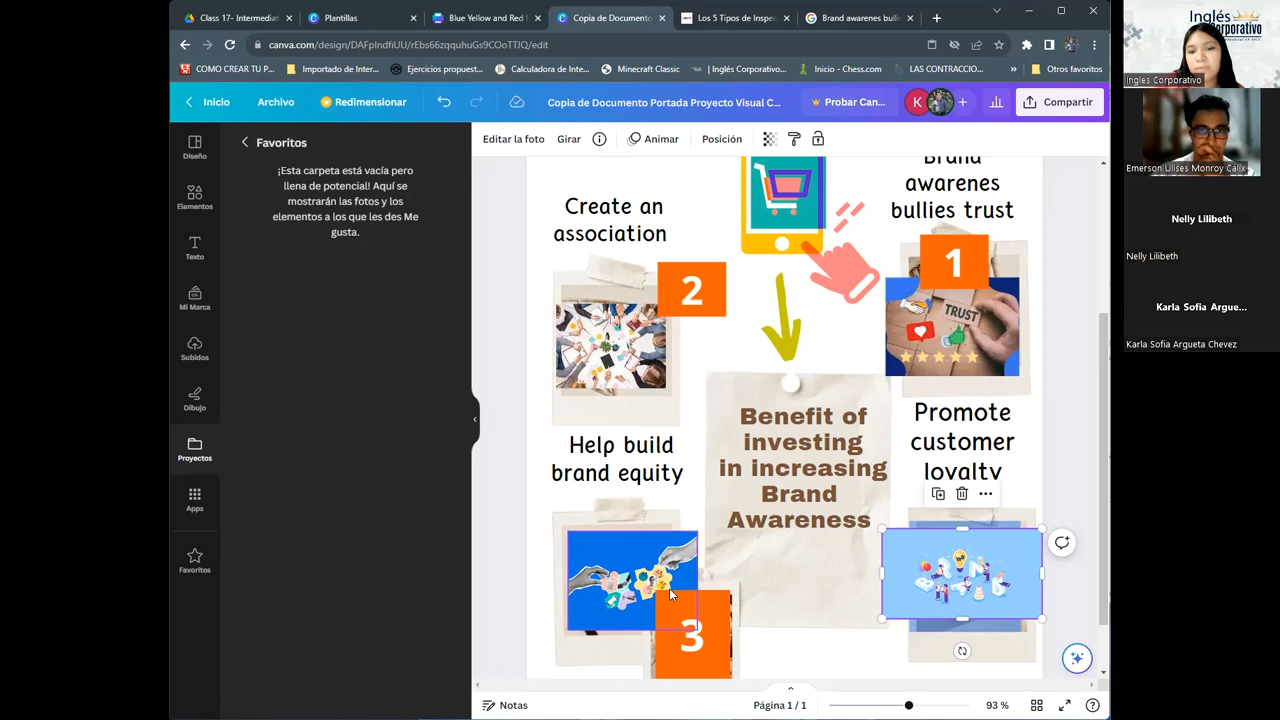 Class 17- Intermediat
Plantillas
Blue Yellow and Red
Copia de Documento
Los 5 Tipos de Inspec
Brand awarenes bull
canva.com/design/DAFpIndfiUU/rEbs66zqquhuGs9COoTTJQ/edit
COMO CREAR TU P...
Importado de Inter...
Ejercicios propuest...
Calculadora de Inte...
Minecraft Classic
| Inglés Corporativo...
Inicio - Chess.com
LAS CONTRACCIO...
»
Otros favoritos
Inicio
Archivo
Redimensionar
Copia de Documento Portada Proyecto Visual C...
Probar Can...
K
Compartir
Diseño
Elementos
Texto
Mi Marca
Subidos
Dibujo
Proyectos
Apps
Favoritos
Favoritos
¡Esta carpeta está vacía pero
llena de potencial! Aquí se
mostrarán las fotos y los
elementos a los que les des Me
gusta.
Editar la foto
Girar
Animar
Posición
Create an
association
2
Help build
brand equity
3
Brand
awarenes
bullies trust
1
TRUST
Promote
customer
loyalty
Benefit of
investing
in increasing
Brand
Awareness
BRAND
Notas
Página 1 / 1
93 %
Inglés
Corporativo
Ingles Corporativo
Emerson Ulises Monroy Cálix
Nelly Lilibeth
Nelly Lilibeth
Karla Sofia Argue...
Karla Sofia Argueta Chevez